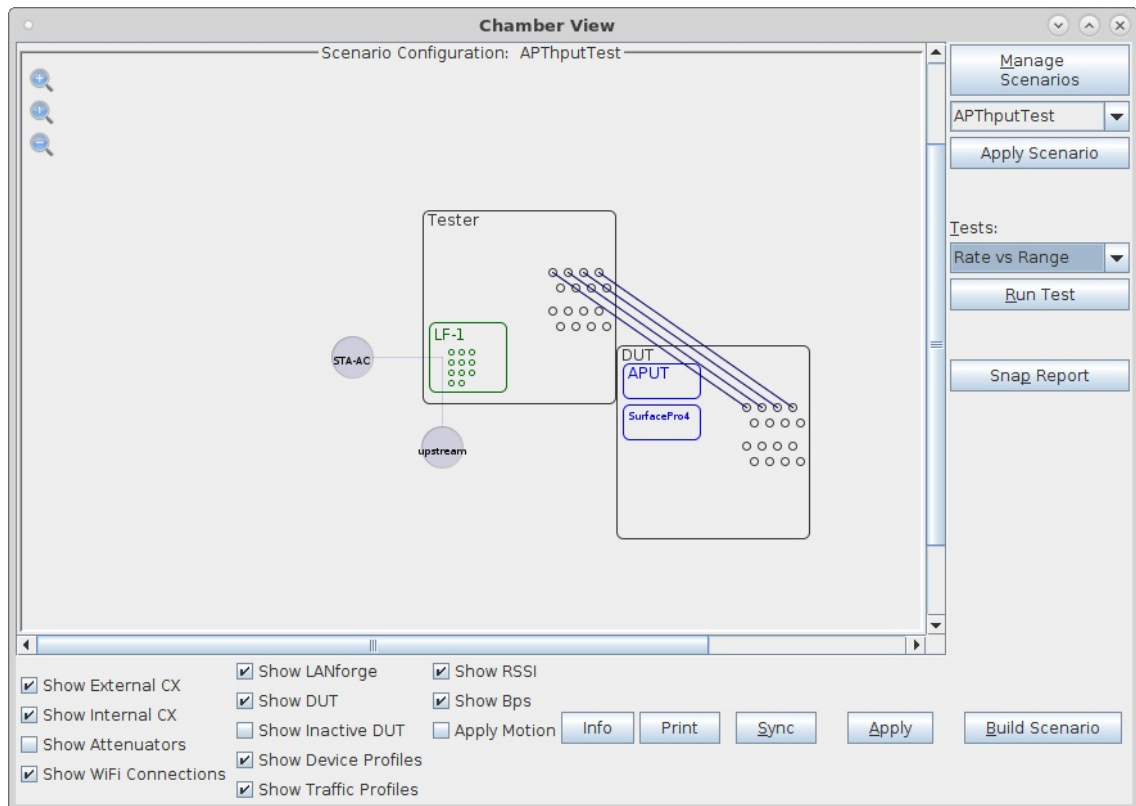 Chamber View
Scenario Configuration: APThputTest
Manage
Scenarios
APThputTest
Apply Scenario
Tests:
Rate vs Range
Run Test
Snap Report
Tester
LF-1
STA-AC
upstream
DUT
APUT
SurfacePro4
Show External CX
Show Internal CX
Show Attenuators
Show WiFi Connections
Show LANforge
Show DUT
Show Inactive DUT
Show Device Profiles
Show Traffic Profiles
Show RSSI
Show Bps
Apply Motion
Info
Print
Sync
Apply
Build Scenario